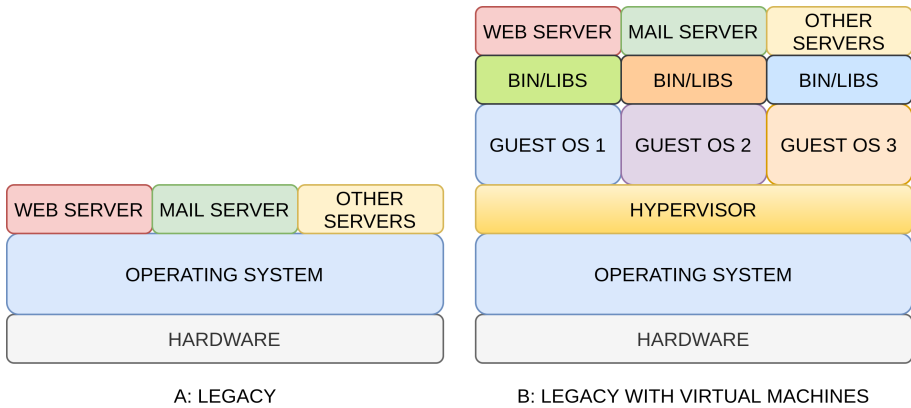 WEB SERVER
MAIL SERVER
OTHER
SERVERS
OPERATING SYSTEM
HARDWARE
A: LEGACY
WEB SERVER
MAIL SERVER
OTHER
SERVERS
BIN/LIBS
BIN/LIBS
BIN/LIBS
GUEST OS 1
GUEST OS 2
GUEST OS 3
HYPERVISOR
OPERATING SYSTEM
HARDWARE
B: LEGACY WITH VIRTUAL MACHINES